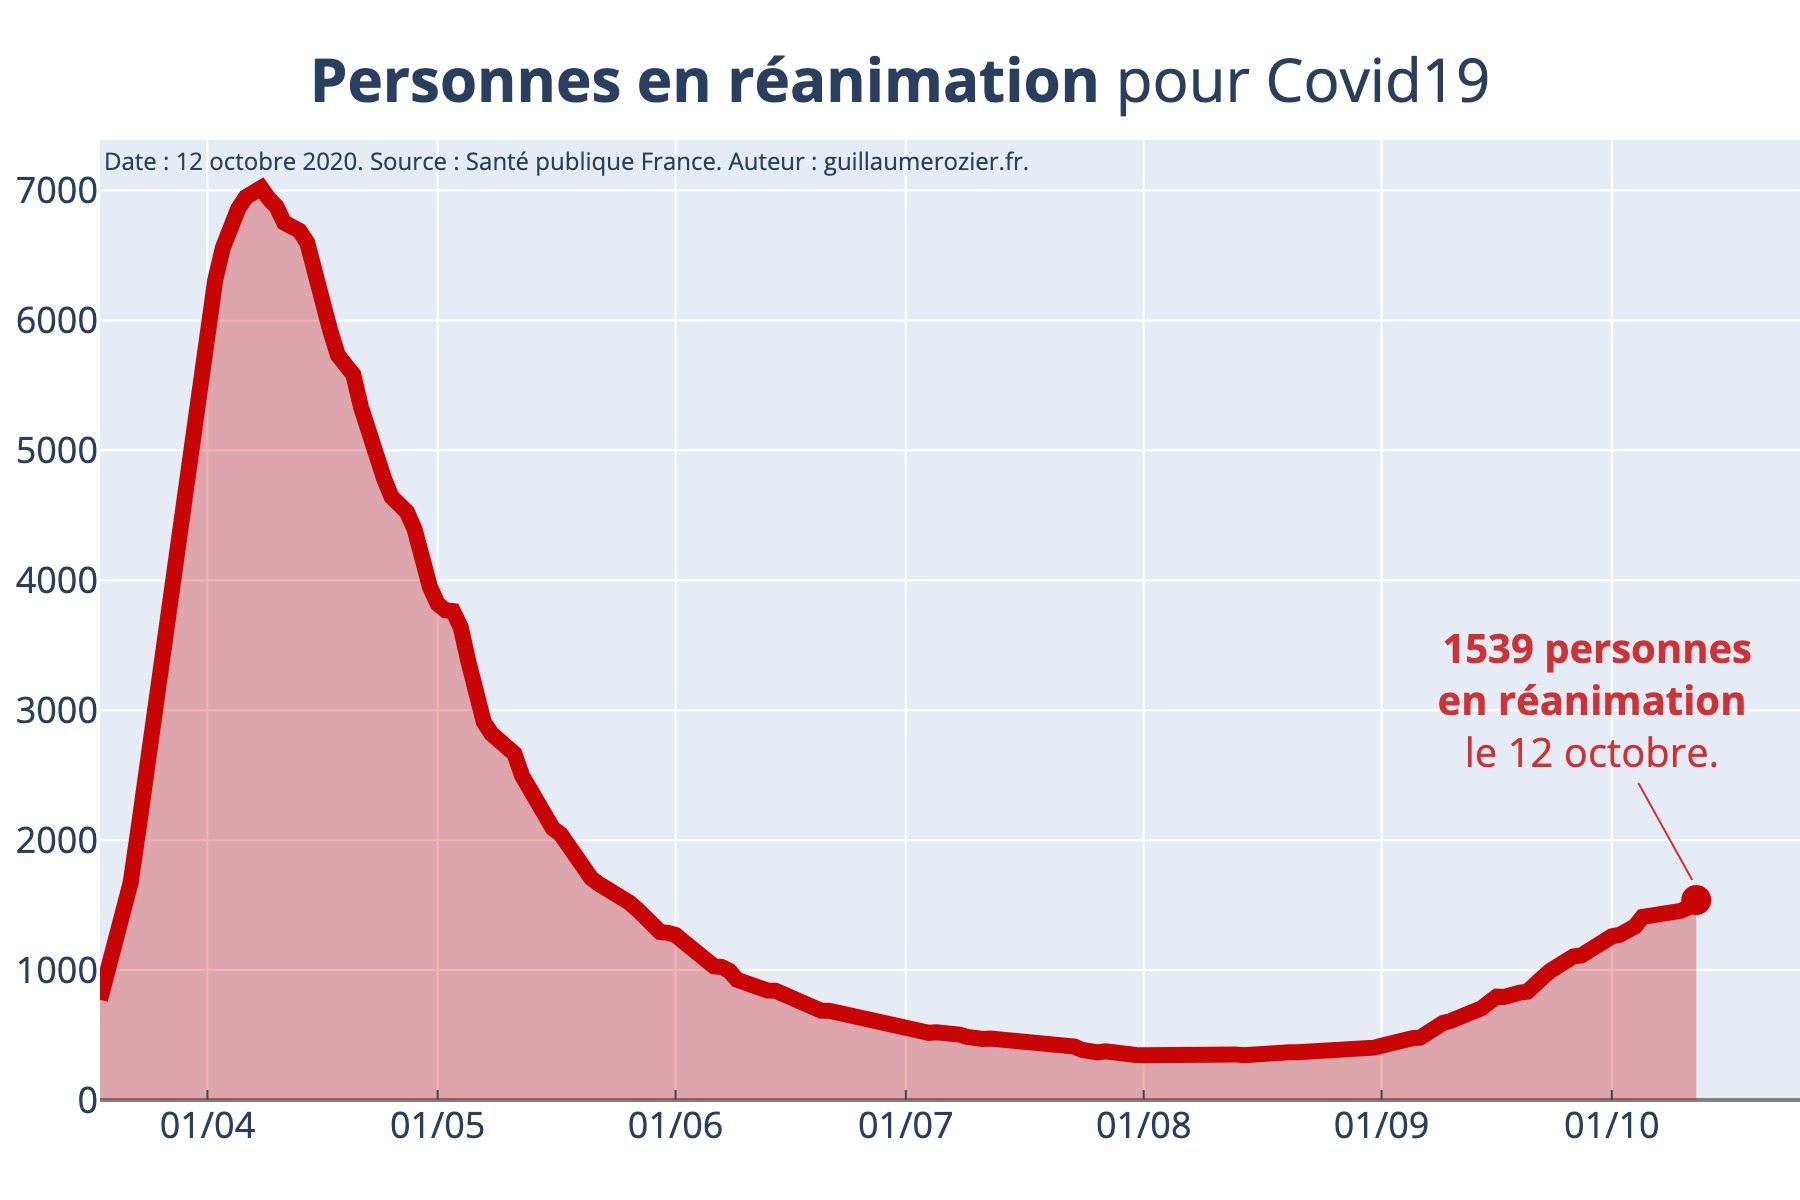 Personnes en réanimation pour Covid19
Date : 12 octobre 2020. Source : Santé publique France. Auteur : guillaumerozier.fr.
7000
6000
5000
4000
3000
2000
1000
0
1539 personnes
en réanimation
le 12 octobre.
01/04 01/05 01/06 01/07 01/08 01/09 01/10